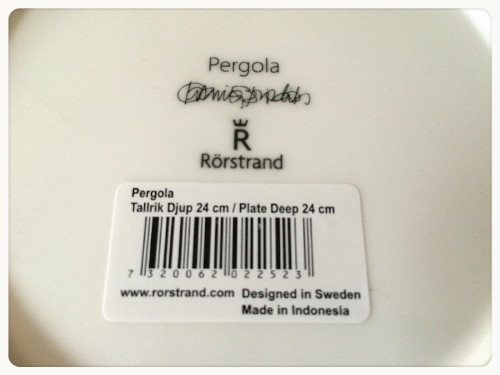 Pergola
R
Rörstrand
Pergola
Tallrik Djup 24 cm / Plate Deep 24 cm
7 320062 022523
www.rorstrand.com Designed in Sweden
Made in Indonesia